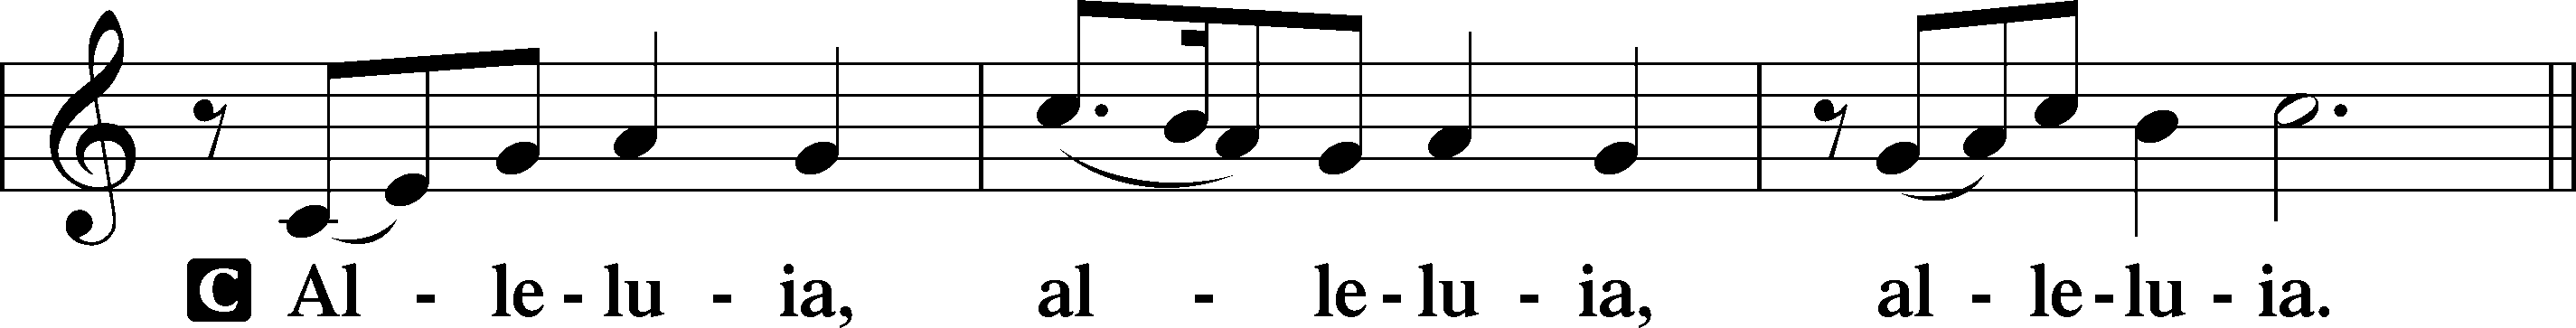 C Al - le - lu - ia, al - le - lu - ia, al - le - lu - ia.